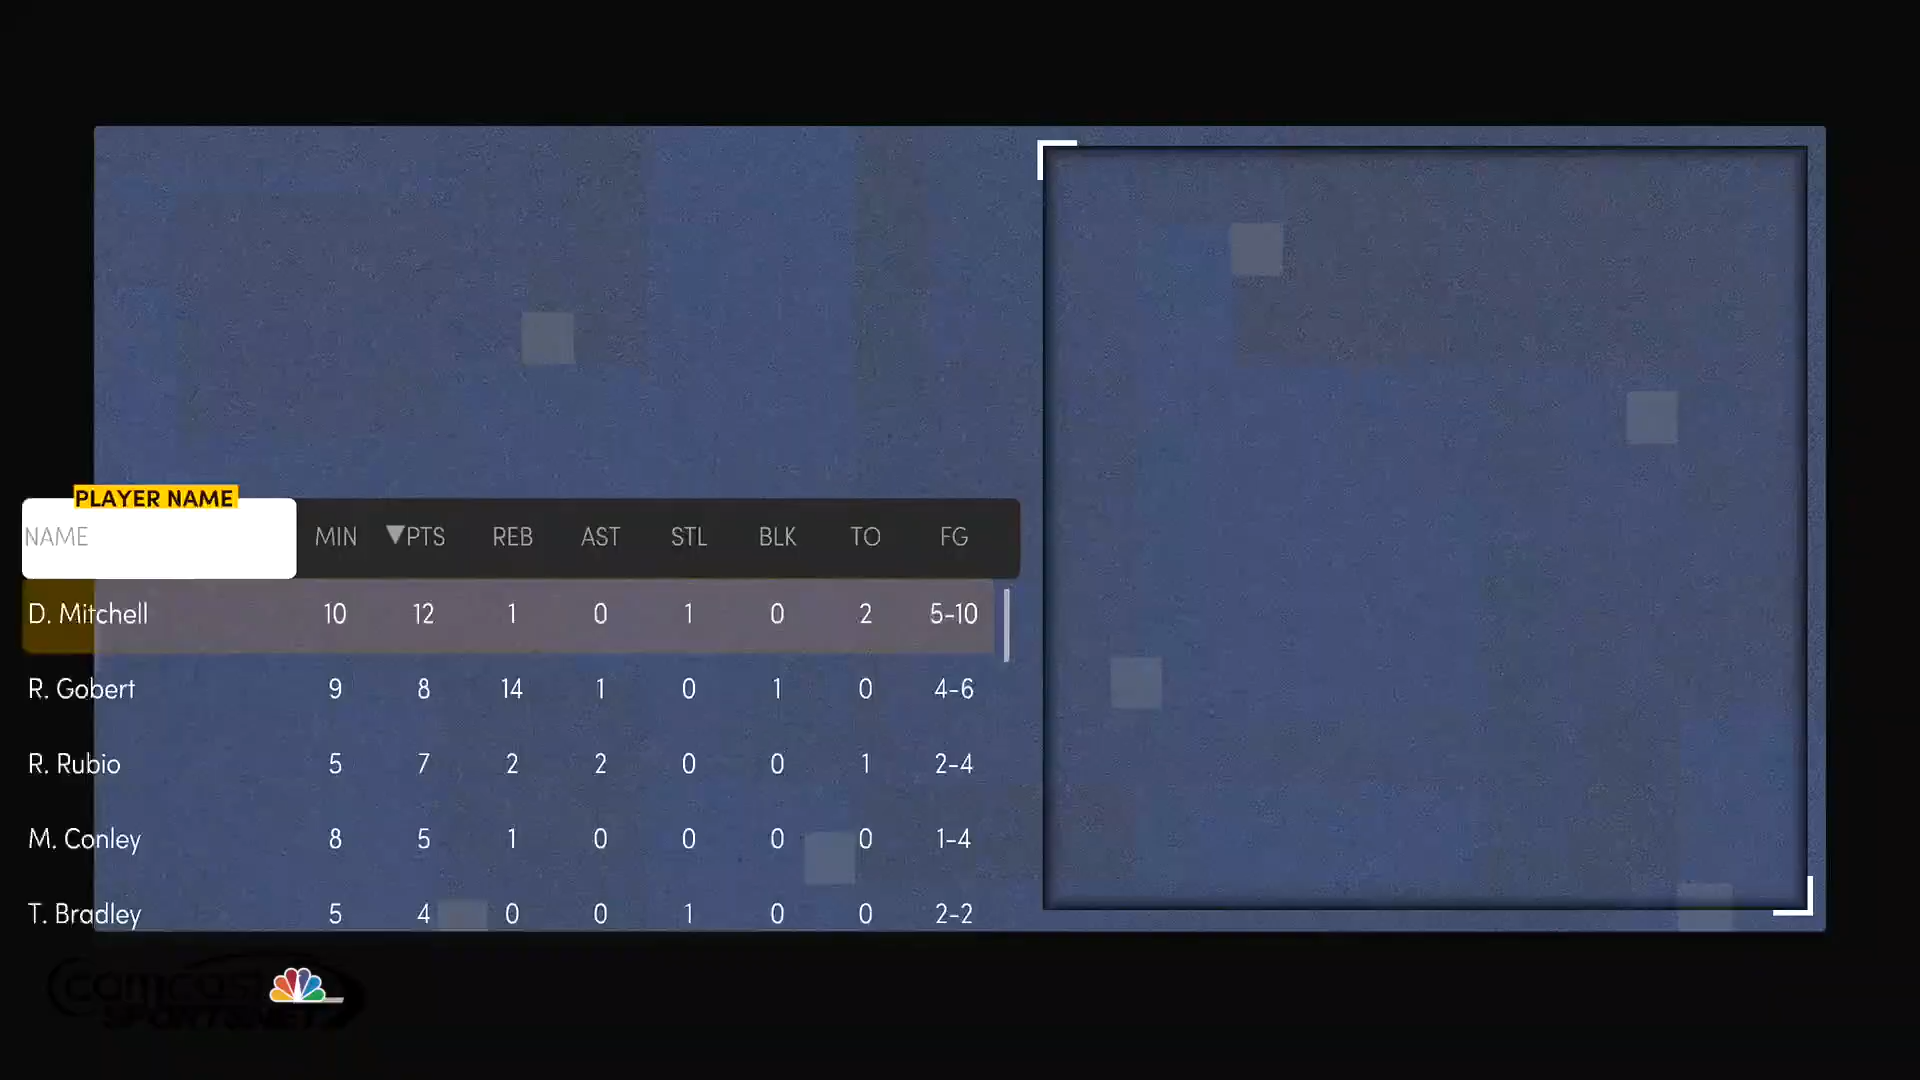 PLAYER NAME
NAME MIN ▼PTS REB AST STL BLK TO FG
D. Mitchell 10 12 1 0 1 0 2 5-10
R. Gobert 9 8 14 1 0 1 0 4-6
R. Rubio 5 7 2 2 0 0 1 2-4
M. Conley 8 5 1 0 0 0 0 1-4
T. Bradley 5 4 0 0 1 0 0 2-2
comcast
SPORTSNET